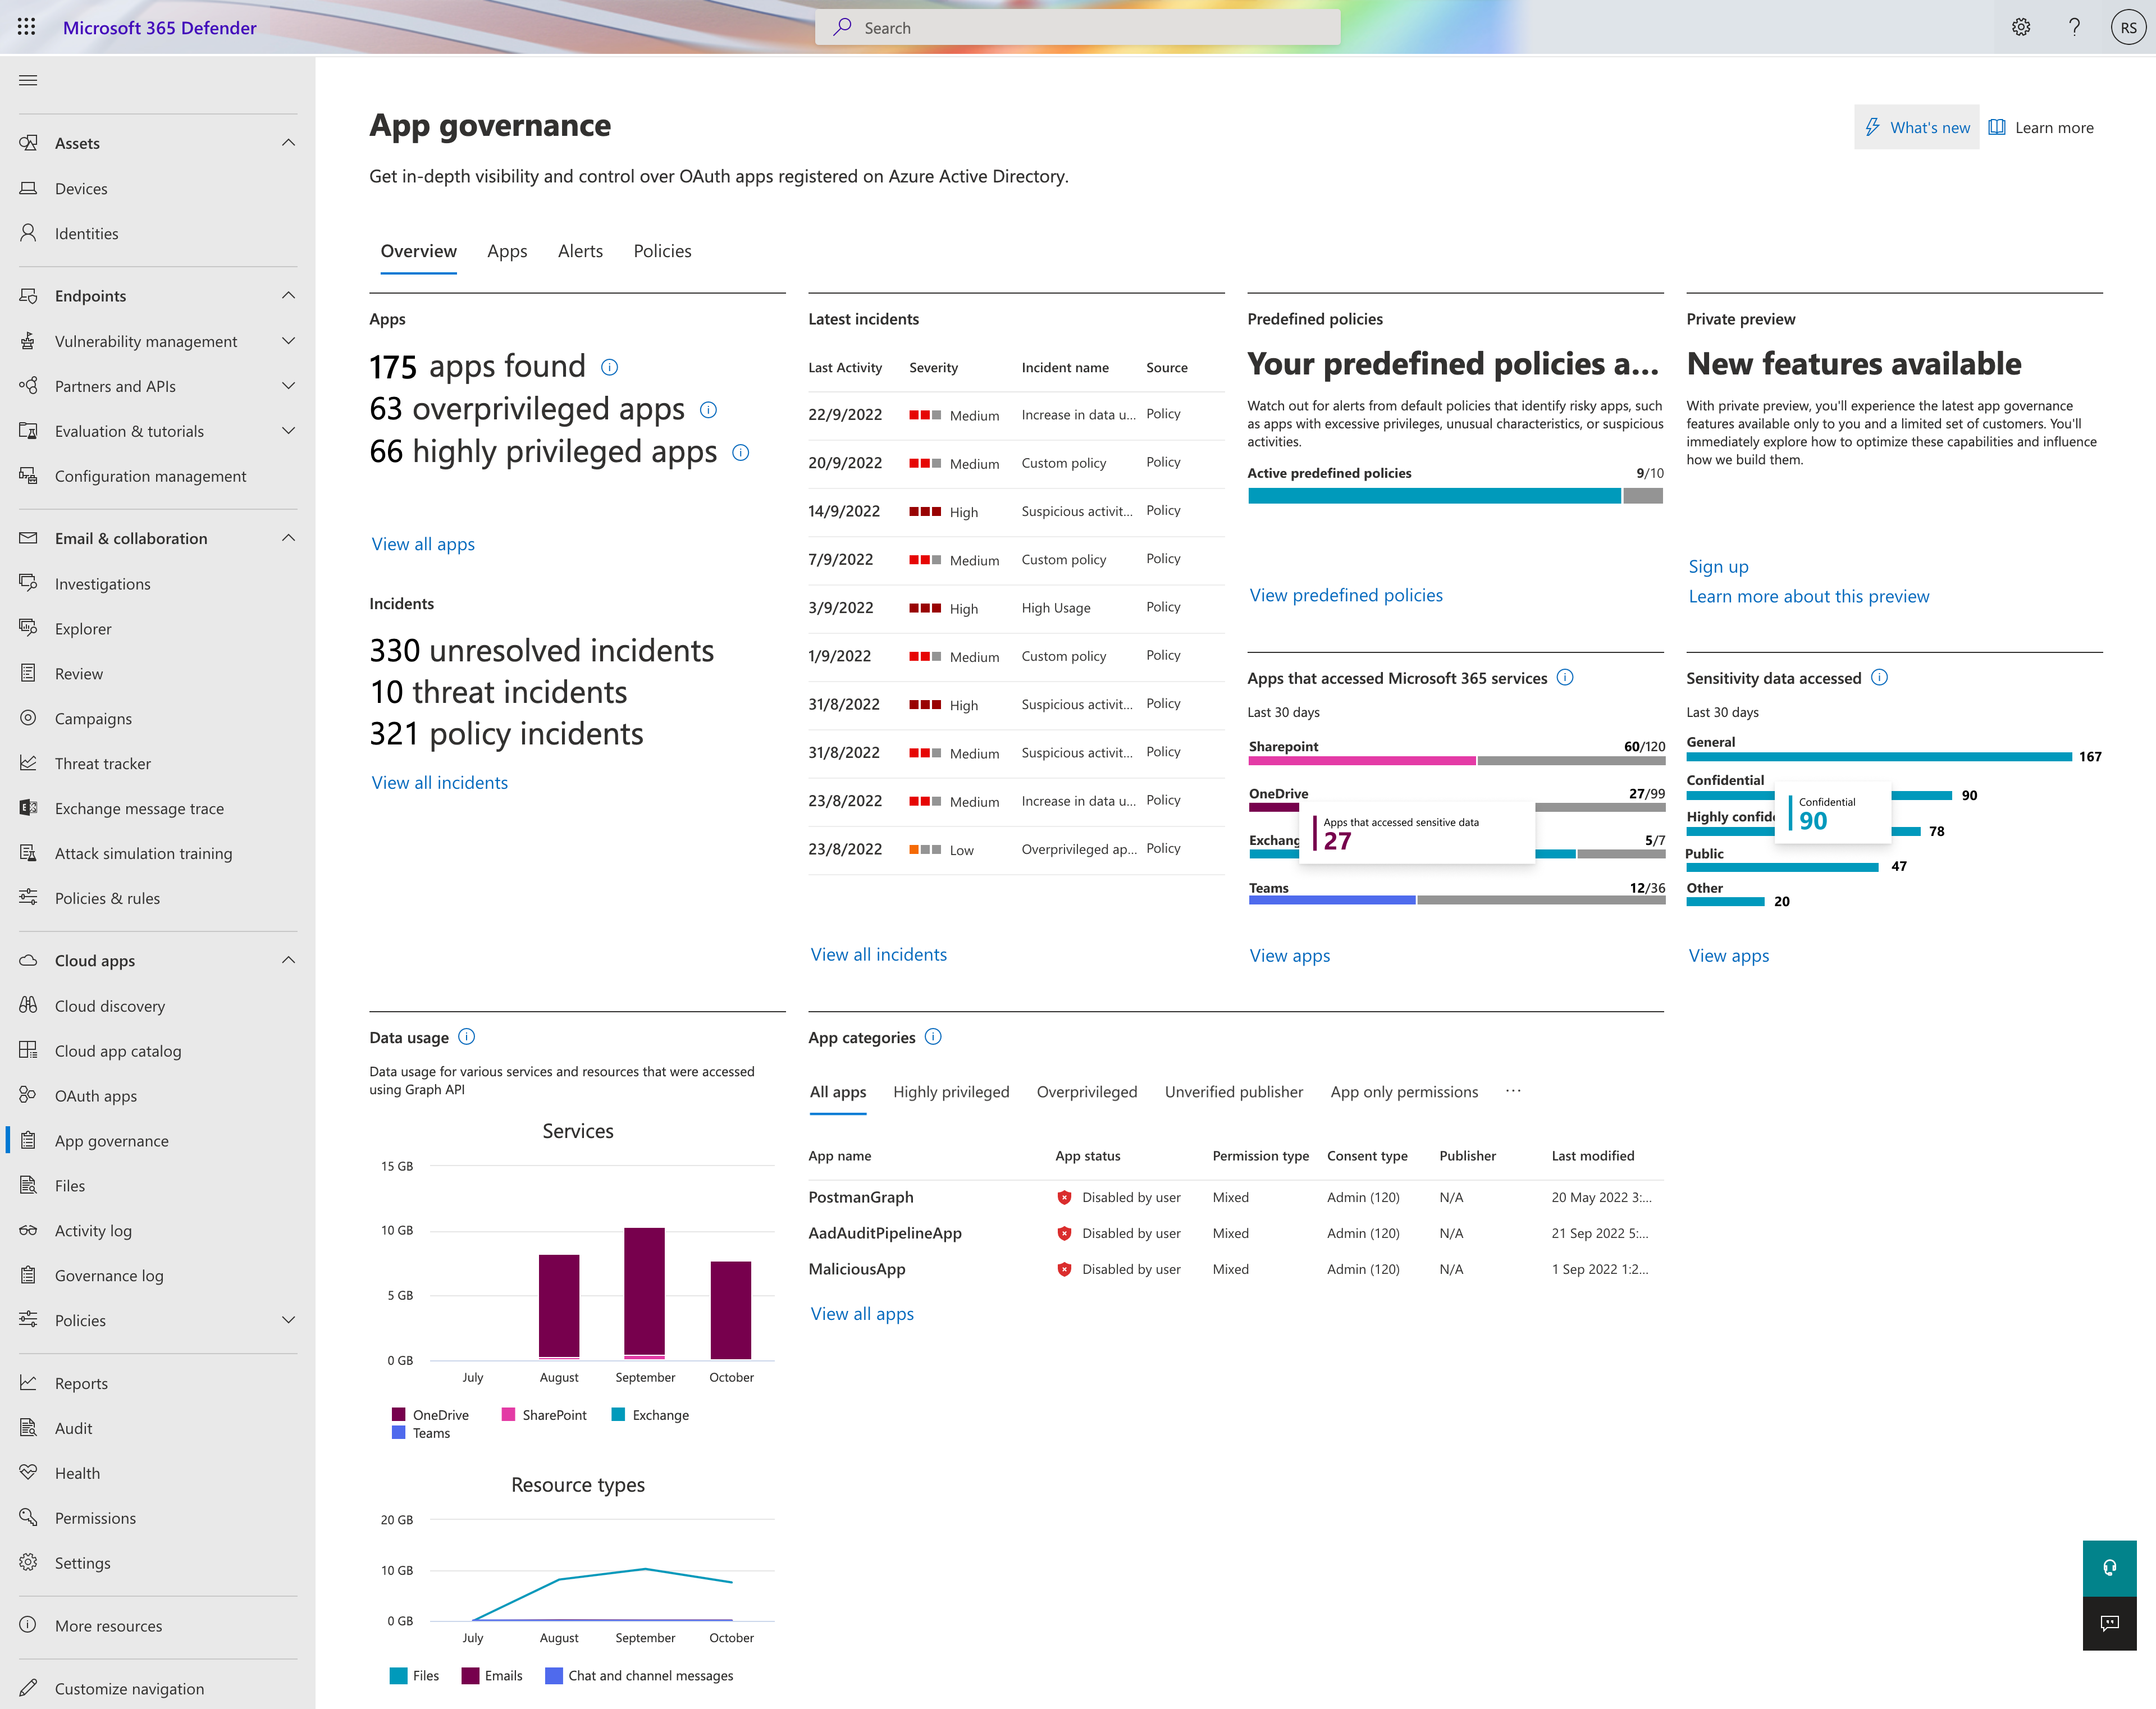 Microsoft 365 Defender
Search
RS
Assets
Devices
Identities
Endpoints
Vulnerability management
Partners and APIs
Evaluation & tutorials
Configuration management
Email & collaboration
Investigations
Explorer
Review
Campaigns
Threat tracker
Exchange message trace
Attack simulation training
Policies & rules
Cloud apps
Cloud discovery
Cloud app catalog
OAuth apps
App governance
Files
Activity log
Governance log
Policies
Reports
Audit
Health
Permissions
Settings
More resources
Customize navigation
App governance
What's new
Learn more
Get in-depth visibility and control over OAuth apps registered on Azure Active Directory.
Overview Apps Alerts Policies
Apps
175 apps found
63 overprivileged apps
66 highly privileged apps
View all apps
Incidents
330 unresolved incidents
10 threat incidents
321 policy incidents
View all incidents
Latest incidents
Last Activity Severity Incident name Source
22/9/2022 Medium Increase in data u... Policy
20/9/2022 Medium Custom policy Policy
14/9/2022 High Suspicious activit... Policy
7/9/2022 Medium Custom policy Policy
3/9/2022 High High Usage Policy
1/9/2022 Medium Custom policy Policy
31/8/2022 High Suspicious activit... Policy
31/8/2022 Medium Suspicious activit... Policy
23/8/2022 Medium Increase in data u... Policy
23/8/2022 Low Overprivileged ap... Policy
View all incidents
Predefined policies
Your predefined policies a...
Watch out for alerts from default policies that identify risky apps, such
as apps with excessive privileges, unusual characteristics, or suspicious
activities.
Active predefined policies 9/10
View predefined policies
Private preview
New features available
With private preview, you'll experience the latest app governance
features available only to you and a limited set of customers. You'll
immediately explore how to optimize these capabilities and influence
how we build them.
Sign up
Learn more about this preview
Apps that accessed Microsoft 365 services
Last 30 days
Sharepoint 60/120
OneDrive 27/99
Apps that accessed sensitive data
27
Exchang 5/7
Teams 12/36
View apps
Sensitivity data accessed
Last 30 days
General
167
Confidential
90
Confidential
90
Highly confide
78
Public
47
Other
20
View apps
Data usage
Data usage for various services and resources that were accessed
using Graph API
Services
15 GB
10 GB
5 GB
0 GB
July August September October
OneDrive SharePoint Exchange
Teams
Resource types
20 GB
10 GB
0 GB
July August September October
Files Emails Chat and channel messages
App categories
All apps Highly privileged Overprivileged Unverified publisher App only permissions ...
App name App status Permission type Consent type Publisher Last modified
PostmanGraph Disabled by user Mixed Admin (120) N/A 20 May 2022 3:...
AadAuditPipelineApp Disabled by user Mixed Admin (120) N/A 21 Sep 2022 5:...
MaliciousApp Disabled by user Mixed Admin (120) N/A 1 Sep 2022 1:2...
View all apps